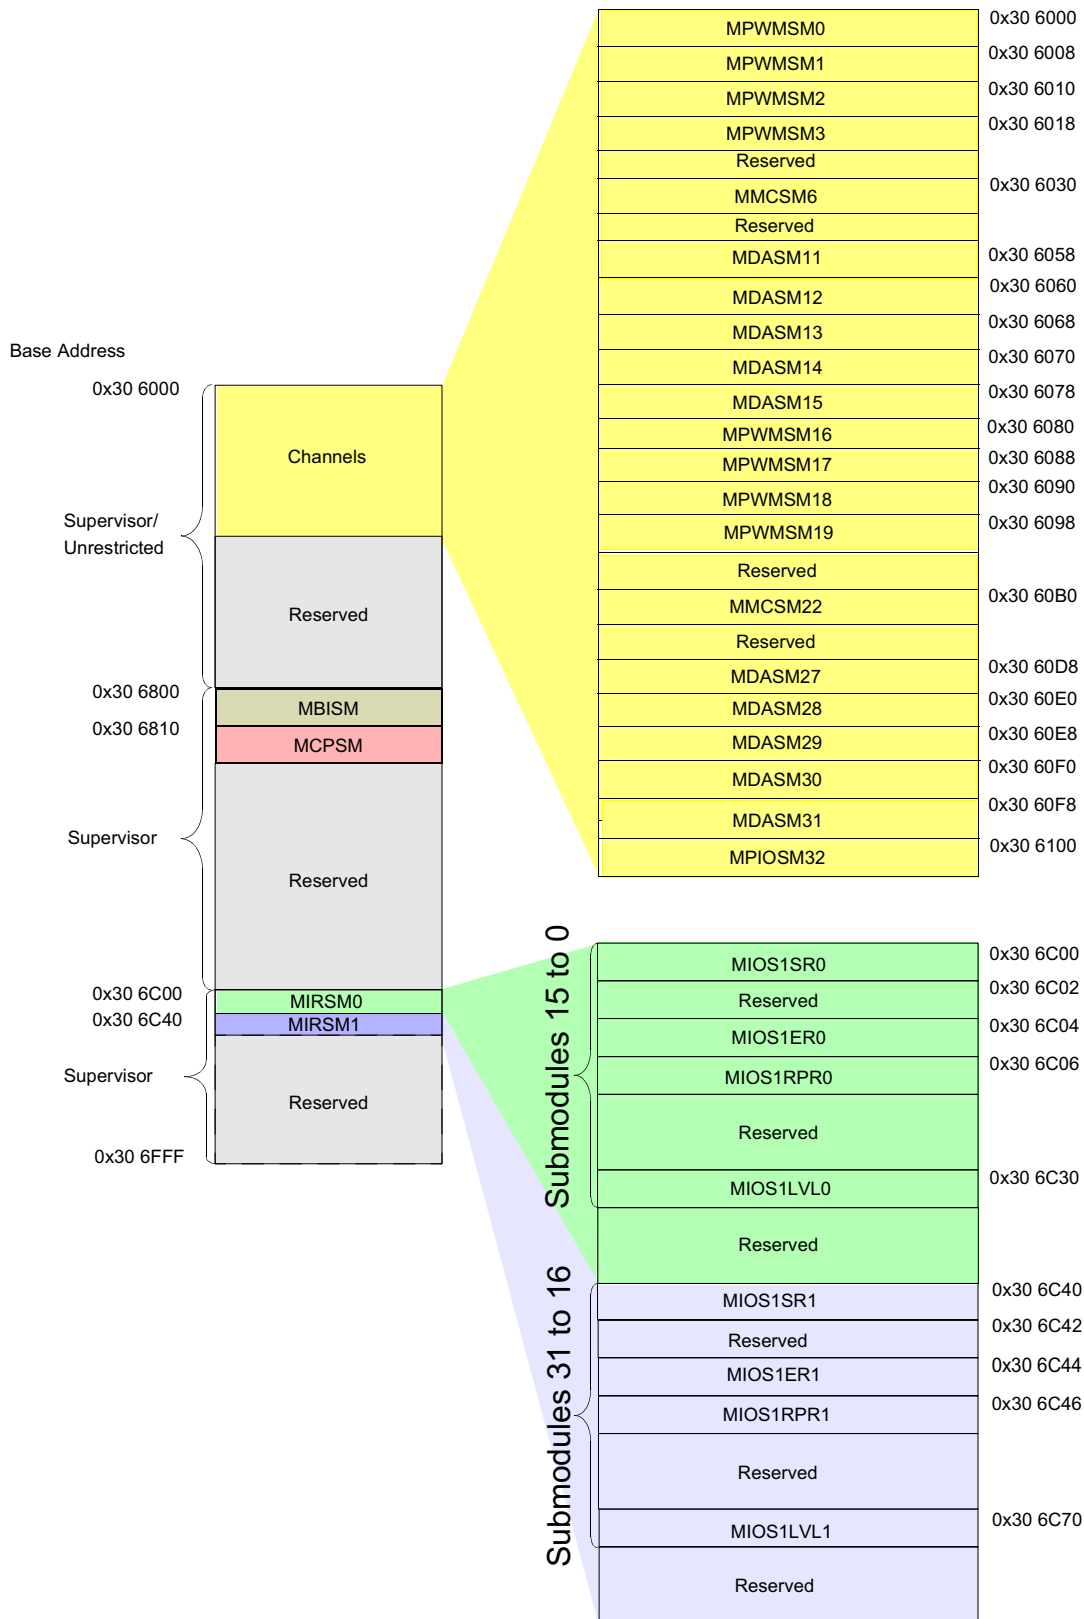 Base Address
0x30 6000
Channels
Supervisor/
Unrestricted
Reserved
0x30 6800
MBISM
0x30 6810
MCPSM
Supervisor
Reserved
0x30 6C00
MIRSM0
0x30 6C40
MIRSM1
Supervisor
Reserved
0x30 6FFF
MPWMSM0
0x30 6000
MPWMSM1
0x30 6008
MPWMSM2
0x30 6010
MPWMSM3
0x30 6018
Reserved
MMCSM6
0x30 6030
Reserved
MDASM11
0x30 6058
MDASM12
0x30 6060
MDASM13
0x30 6068
MDASM14
0x30 6070
MDASM15
0x30 6078
MPWMSM16
0x30 6080
MPWMSM17
0x30 6088
MPWMSM18
0x30 6090
MPWMSM19
0x30 6098
Reserved
MMCSM22
0x30 60B0
Reserved
MDASM27
0x30 60D8
MDASM28
0x30 60E0
MDASM29
0x30 60E8
MDASM30
0x30 60F0
MDASM31
0x30 60F8
MPIOSM32
0x30 6100
Submodules 15 to 0
MIOS1SR0
0x30 6C00
Reserved
0x30 6C02
MIOS1ER0
0x30 6C04
MIOS1RPR0
0x30 6C06
Reserved
MIOS1LVL0
0x30 6C30
Reserved
Submodules 31 to 16
MIOS1SR1
0x30 6C40
Reserved
0x30 6C42
MIOS1ER1
0x30 6C44
MIOS1RPR1
0x30 6C46
Reserved
MIOS1LVL1
0x30 6C70
Reserved